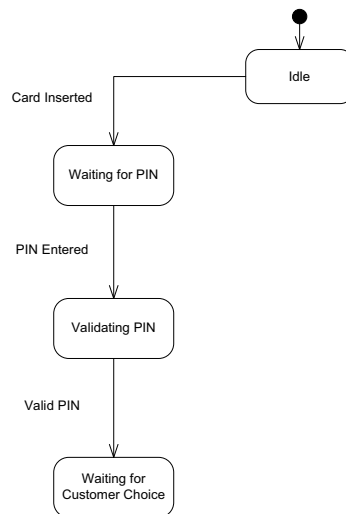 Idle
Card Inserted
Waiting for PIN
PIN Entered
Validating PIN
Valid PIN
Waiting for
Customer Choice